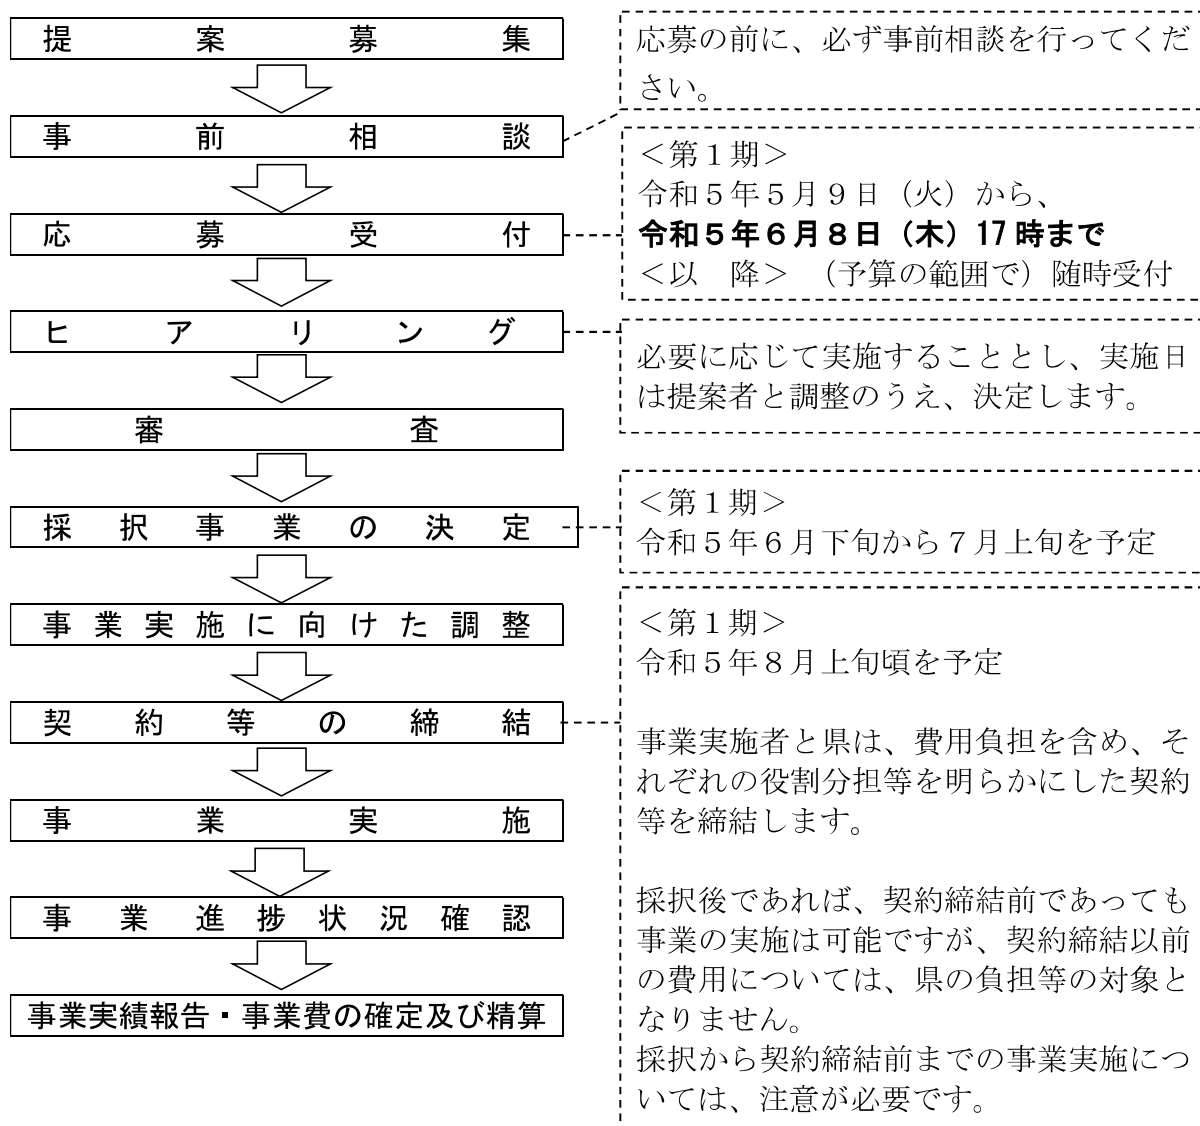 提案募集
事前相談
応募受付
ヒアリング
審査
採択事業の決定
事業実施に向けた調整
契約等の締結
事業実施
事業進捗状況確認
事業実績報告・事業費の確定及び精算
応募の前に、必ず事前相談を行ってくだ
さい。
＜第１期＞
令和５年５月９日（火）から、
令和５年６月８日（木）17時まで
＜以　降＞　（予算の範囲で）随時受付
必要に応じて実施することとし、実施日
は提案者と調整のうえ、決定します。
＜第１期＞
令和５年６月下旬から７月上旬を予定
＜第１期＞
令和５年８月上旬頃を予定
事業実施者と県は、費用負担を含め、そ
れぞれの役割分担等を明らかにした契約
等を締結します。
採択後であれば、契約締結前であっても
事業の実施は可能ですが、契約締結以前
の費用については、県の負担等の対象と
なりません。
採択から契約締結前までの事業実施につ
いては、注意が必要です。